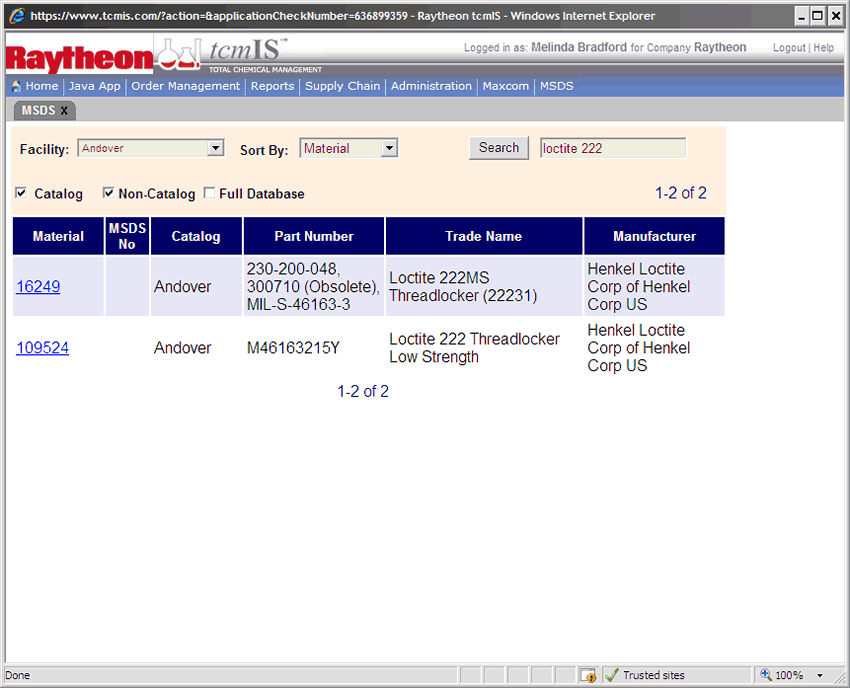 https://www.tcmis.com/?action=&applicationCheckNumber=636899359 - Raytheon tcmIS - Windows Internet Explorer
Raytheon tcmIS™
TOTAL CHEMICAL MANAGEMENT
Logged in as: Melinda Bradford for Company Raytheon Logout | Help
Home | Java App | Order Management | Reports | Supply Chain | Administration | Maxcom | MSDS
MSDS X
Facility: Andover Sort By: Material Search loctite 222
Catalog Non-Catalog Full Database 1-2 of 2
Material MSDS No Catalog Part Number Trade Name Manufacturer
16249 Andover 230-200-048, 300710 (Obsolete), MIL-S-46163-3 Loctite 222MS Threadlocker (22231) Henkel Loctite Corp of Henkel Corp US
109524 Andover M46163215Y Loctite 222 Threadlocker Low Strength Henkel Loctite Corp of Henkel Corp US
1-2 of 2
Done Trusted sites 100%